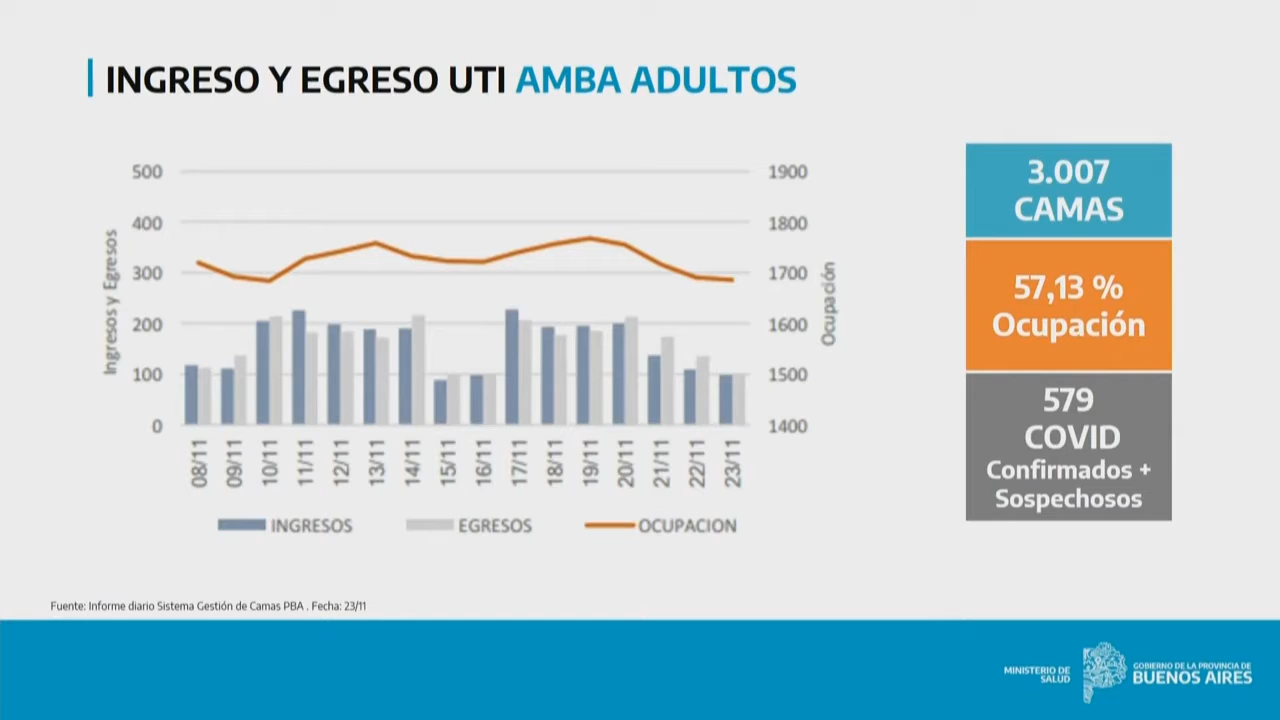 INGRESO Y EGRESO UTI AMBA ADULTOS
500
400
300
200
100
0
Ingresos y Egresos
1900
1800
1700
1600
1500
1400
Ocupación
08/11
09/11
10/11
11/11
12/11
13/11
14/11
15/11
16/11
17/11
18/11
19/11
20/11
21/11
22/11
23/11
INGRESOS
EGRESOS
OCUPACION
3.007
CAMAS
57,13 %
Ocupación
579
COVID
Confirmados +
Sospechosos
Fuente: Informe diario Sistema Gestión de Camas PBA . Fecha: 23/11
MINISTERIO DE
SALUD
GOBIERNO DE LA PROVINCIA DE
BUENOS AIRES